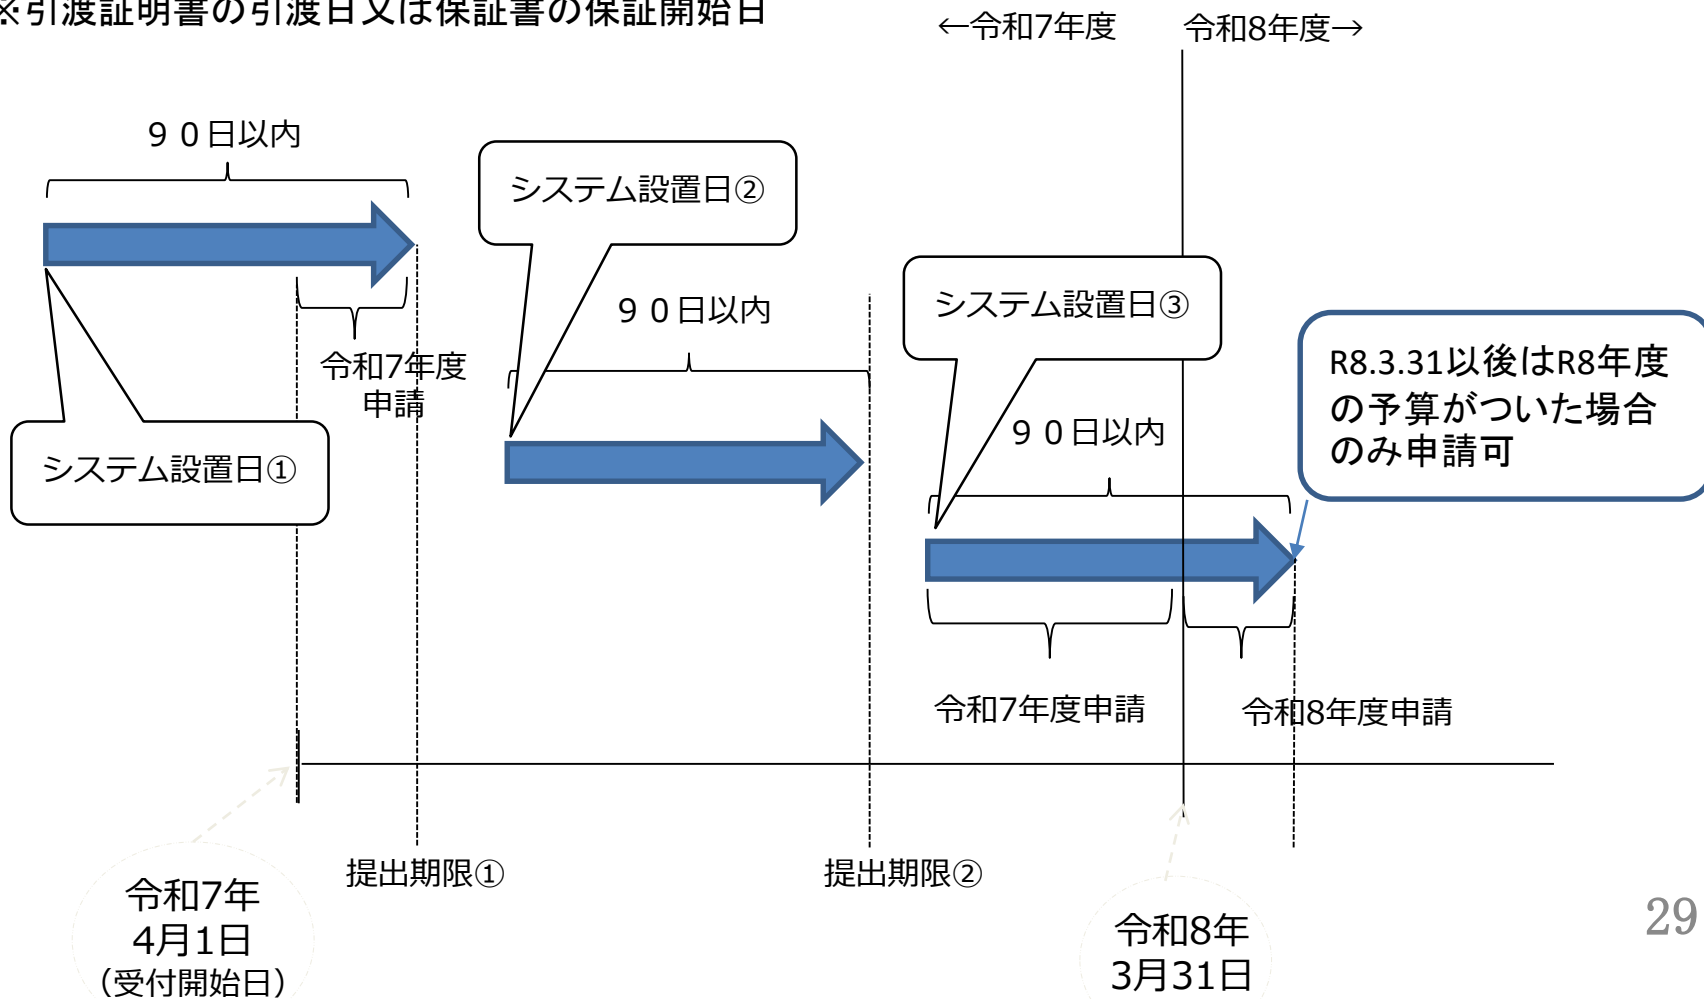 ※引渡証明書の引渡日又は保証書の保証開始日
←令和7年度
令和8年度→
９０日以内
システム設置日①
令和7年度
申請
システム設置日②
９０日以内
システム設置日③
９０日以内
R8.3.31以後はR8年度
の予算がついた場合
のみ申請可
令和7年度申請
令和8年度申請
提出期限①
提出期限②
令和7年
4月1日
（受付開始日）
令和8年
3月31日
29